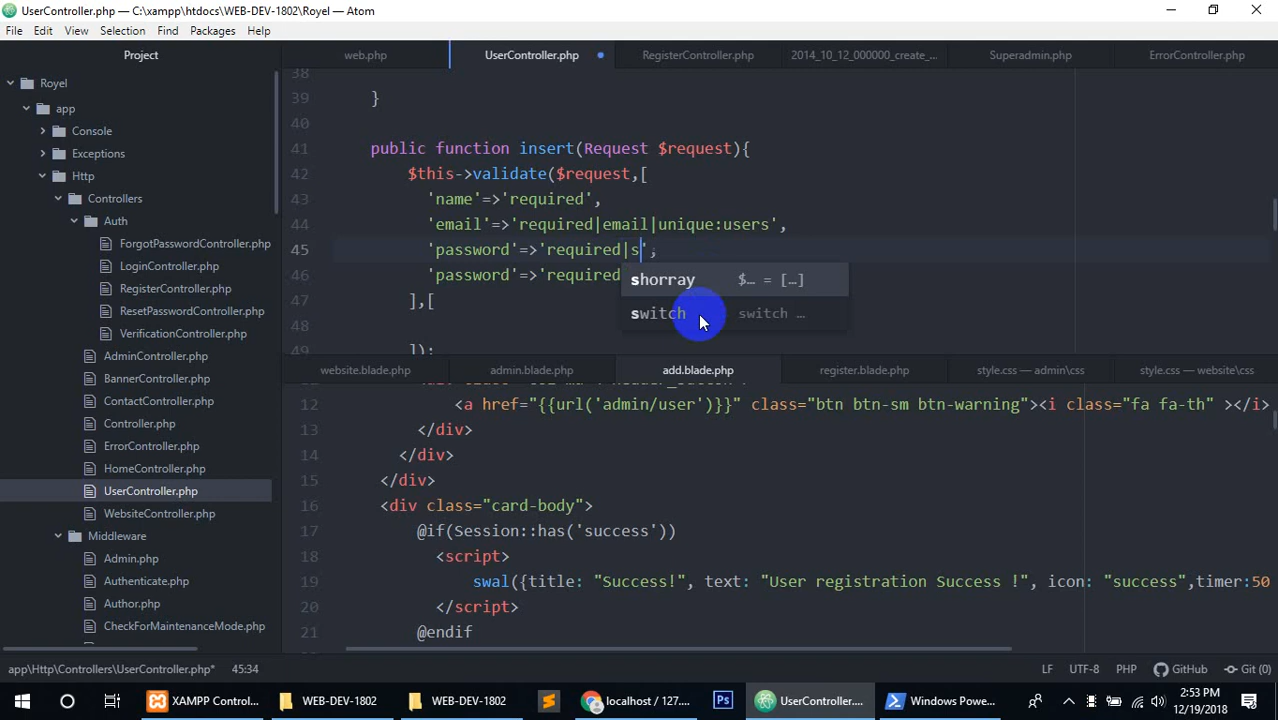 UserController.php — C:\xampp\htdocs\WEB-DEV-1802\Royel — Atom
File Edit View Selection Find Packages Help
Project
web.php UserController.php RegisterController.php 2014_10_12_000000_create_... Superadmin.php ErrorController.php
Royel
app
Console
Exceptions
Http
Controllers
Auth
ForgotPasswordController.php
LoginController.php
RegisterController.php
ResetPasswordController.php
VerificationController.php
AdminController.php
BannerController.php
ContactController.php
Controller.php
ErrorController.php
HomeController.php
UserController.php
WebsiteController.php
Middleware
Admin.php
Authenticate.php
Author.php
CheckForMaintenanceMode.php
38
39 }
40
41 public function insert(Request $request){
42 $this->validate($request,[
43 'name'=>'required',
44 'email'=>'required|email|unique:users',
45 'password'=>'required|s',
46 'password'=>'required
47 ],[
48
49 ]);
shorray $… = […]
switch switch …
website.blade.php admin.blade.php add.blade.php register.blade.php style.css — admin\css style.css — website\css
12 <a href="{{url('admin/user')}}" class="btn btn-sm btn-warning"><i class="fa fa-th" ></i>
13 </div>
14 </div>
15 </div>
16 <div class="card-body">
17 @if(Session::has('success'))
18 <script>
19 swal({title: "Success!", text: "User registration Success !", icon: "success",timer:50
20 </script>
21 @endif
app\Http\Controllers\UserController.php* 45:34 LF UTF-8 PHP GitHub Git (0)
XAMPP Control... WEB-DEV-1802 WEB-DEV-1802 localhost / 127.... Ps UserController.... Windows Power... 2:53 PM
12/19/2018